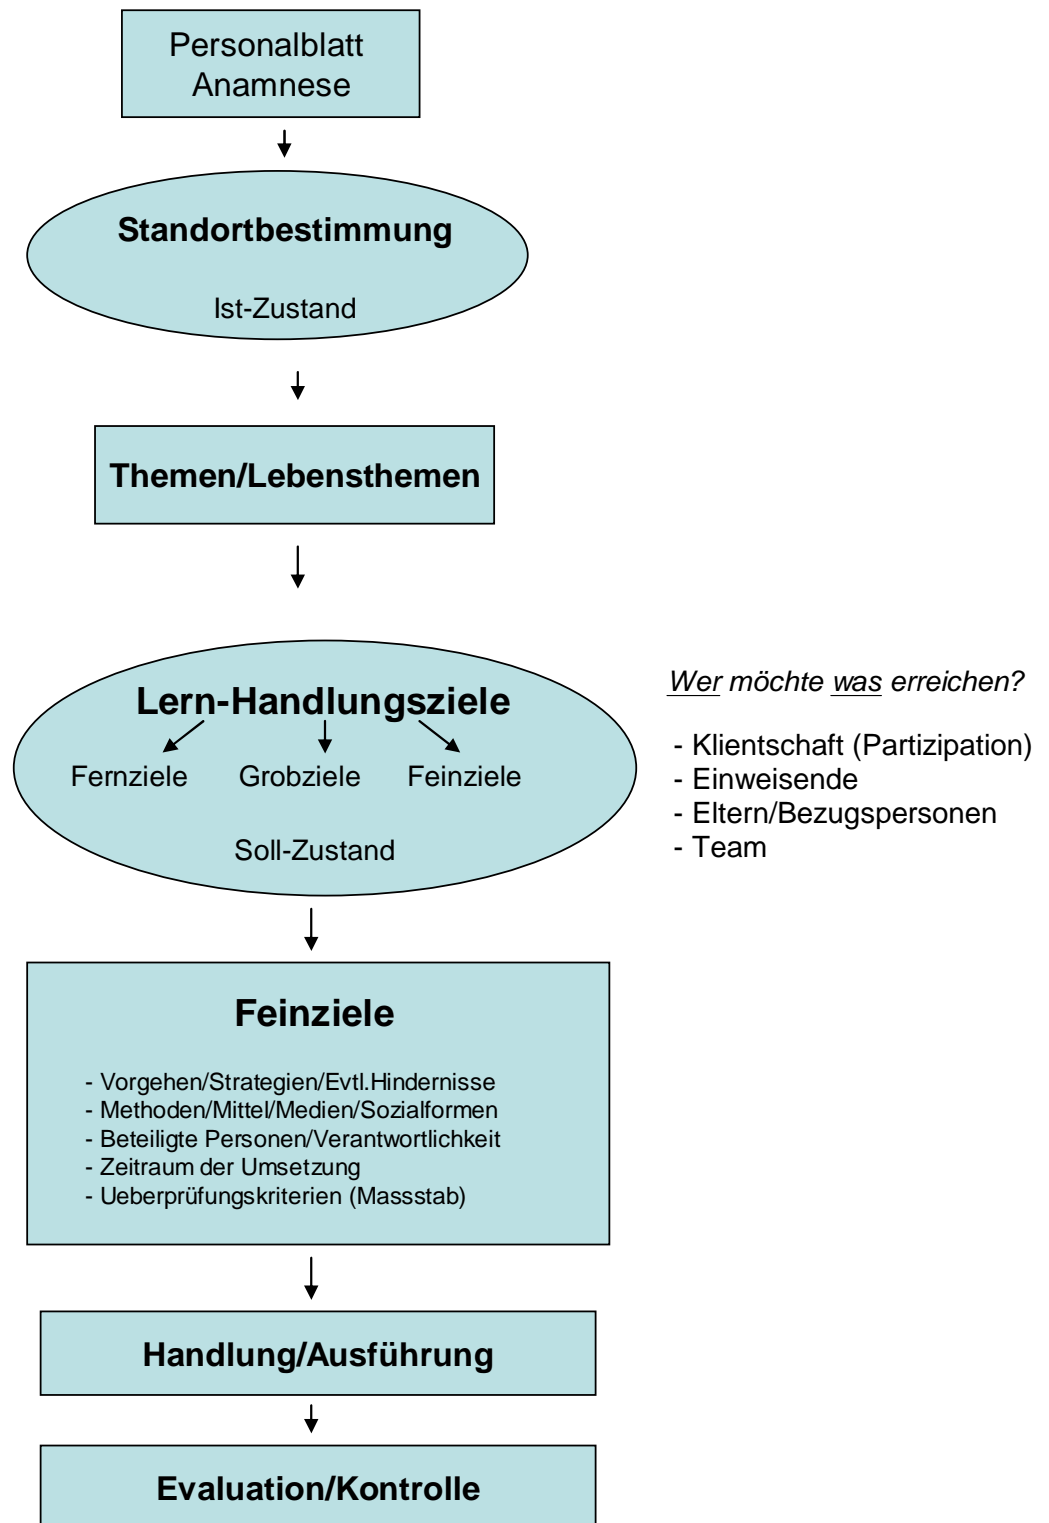 Personalblatt
Anamnese
Standortbestimmung
Ist-Zustand
Themen/Lebensthemen
Lern-Handlungsziele
Fernziele Grobziele Feinziele
Soll-Zustand
Wer möchte was erreichen?
- Klientschaft (Partizipation)
- Einweisende
- Eltern/Bezugspersonen
- Team
Feinziele
- Vorgehen/Strategien/Evtl.Hindernisse
- Methoden/Mittel/Medien/Sozialformen
- Beteiligte Personen/Verantwortlichkeit
- Zeitraum der Umsetzung
- Ueberprüfungskriterien (Massstab)
Handlung/Ausführung
Evaluation/Kontrolle